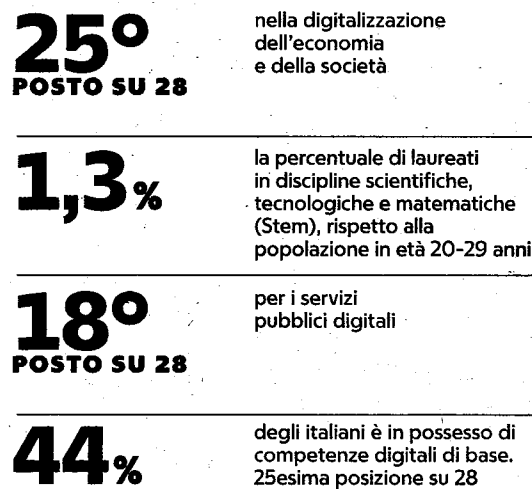 25°
POSTO SU 28
nella digitalizzazione
dell'economia
e della società
1,3%
la percentuale di laureati
in discipline scientifiche,
tecnologiche e matematiche
(Stem), rispetto alla
popolazione in età 20-29 anni
18°
POSTO SU 28
per i servizi
pubblici digitali
44%
degli italiani è in possesso di
competenze digitali di base.
25esima posizione su 28